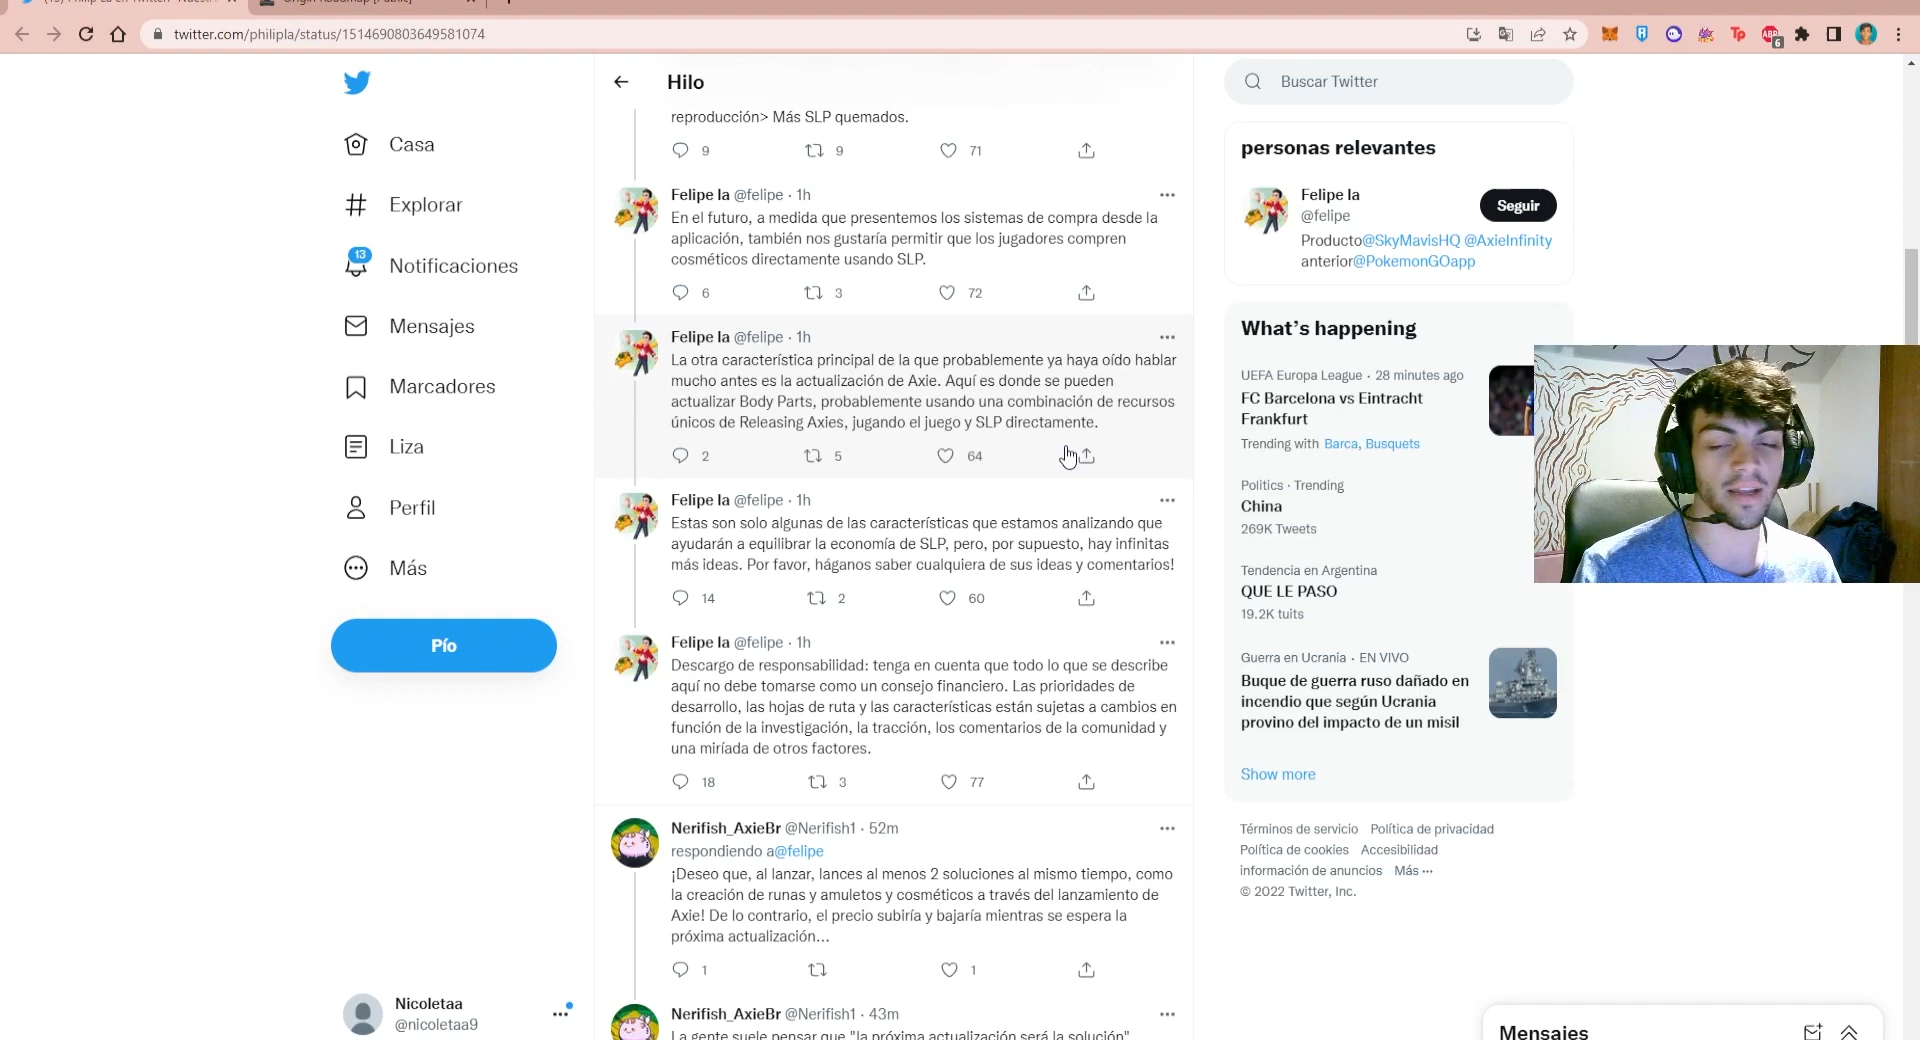 twitter.com/philipla/status/1514690803649581074
6
Casa
Explorar
13
Notificaciones
Mensajes
Marcadores
Liza
Perfil
Más
Pío
Nicoletaa
@nicoletaa9
Hilo
reproducción> Más SLP quemados.
9 9 71
Felipe la @felipe · 1h
En el futuro, a medida que presentemos los sistemas de compra desde la
aplicación, también nos gustaría permitir que los jugadores compren
cosméticos directamente usando SLP.
6 3 72
Felipe la @felipe · 1h
La otra característica principal de la que probablemente ya haya oído hablar
mucho antes es la actualización de Axie. Aquí es donde se pueden
actualizar Body Parts, probablemente usando una combinación de recursos
únicos de Releasing Axies, jugando el juego y SLP directamente.
2 5 64
Felipe la @felipe · 1h
Estas son solo algunas de las características que estamos analizando que
ayudarán a equilibrar la economía de SLP, pero, por supuesto, hay infinitas
más ideas. Por favor, háganos saber cualquiera de sus ideas y comentarios!
14 2 60
Felipe la @felipe · 1h
Descargo de responsabilidad: tenga en cuenta que todo lo que se describe
aquí no debe tomarse como un consejo financiero. Las prioridades de
desarrollo, las hojas de ruta y las características están sujetas a cambios en
función de la investigación, la tracción, los comentarios de la comunidad y
una miríada de otros factores.
18 3 77
Nerifish_AxieBr @Nerifish1 · 52m
respondiendo a@felipe
¡Deseo que, al lanzar, lances al menos 2 soluciones al mismo tiempo, como
la creación de runas y amuletos y cosméticos a través del lanzamiento de
Axie! De lo contrario, el precio subiría y bajaría mientras se espera la
próxima actualización...
1 1
Nerifish_AxieBr @Nerifish1 · 43m
La gente suele pensar que "la próxima actualización será la solución"
Buscar Twitter
personas relevantes
Felipe la
@felipe
Seguir
Producto@SkyMavisHQ @AxieInfinity
anterior@PokemonGOapp
What's happening
UEFA Europa League · 28 minutes ago
FC Barcelona vs Eintracht
Frankfurt
Trending with Barca, Busquets
Politics · Trending
China
269K Tweets
Tendencia en Argentina
QUE LE PASO
19.2K tuits
Guerra en Ucrania · EN VIVO
Buque de guerra ruso dañado en
incendio que según Ucrania
provino del impacto de un misil
Show more
Términos de servicio Política de privacidad
Política de cookies Accesibilidad
información de anuncios Más ···
© 2022 Twitter, Inc.
Mensajes